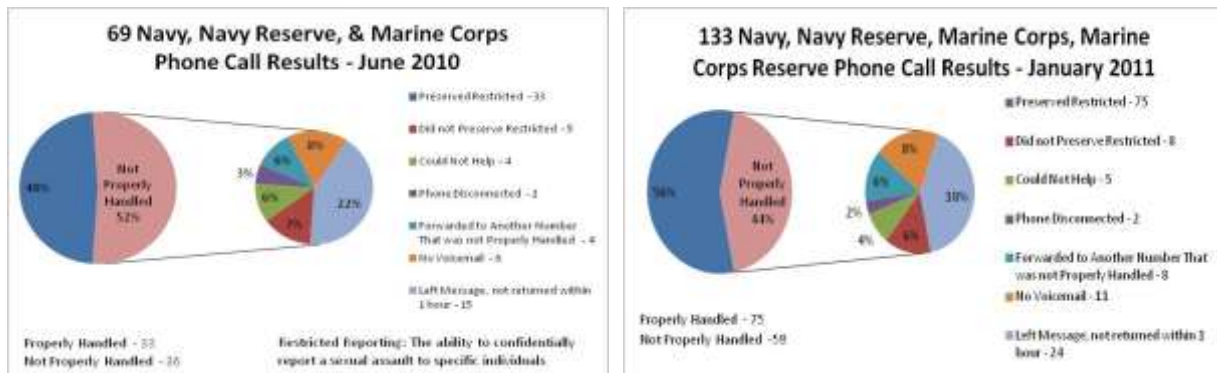 69 Navy, Navy Reserve, & Marine Corps
Phone Call Results - June 2010
Preserved Restricted - 33
Did not Preserve Restricted - 5
Could Not Help - 4
Phone Disconnected - 2
Forwarded to Another Number
That was not Properly Handled - 4
No Voicemail - 6
Left Message, not returned within
1 hour - 15
48%
Not
Properly
Handled
52%
8%
6%
3%
6%
7%
22%
Properly Handled - 33
Not Properly Handled - 36
Restricted Reporting: The ability to confidentially
report a sexual assault to specific individuals
133 Navy, Navy Reserve, Marine Corps, Marine
Corps Reserve Phone Call Results - January 2011
Preserved Restricted - 75
Did not Preserve Restricted - 8
Could Not Help - 5
Phone Disconnected - 2
Forwarded to Another Number That
was not Properly Handled - 8
No Voicemail - 11
Left Message, not returned within 1
hour - 24
56%
Not
Properly
Handled
44%
8%
6%
2%
4%
6%
18%
Properly Handled - 75
Not Properly Handled -58